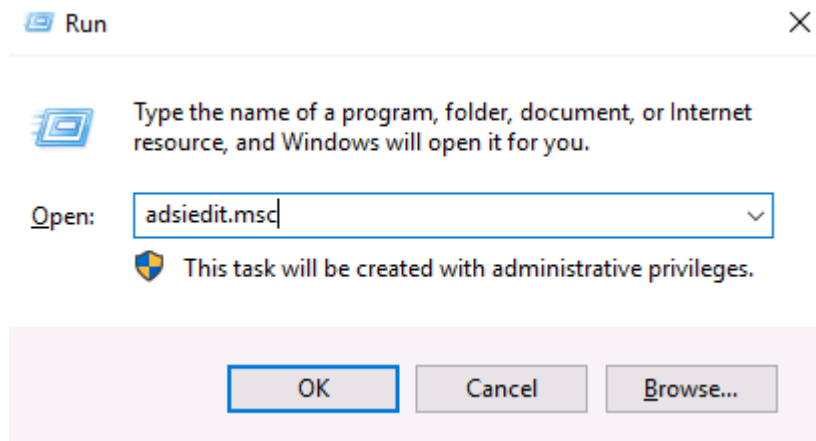 Run
Type the name of a program, folder, document, or Internet
resource, and Windows will open it for you.
Open: adsiedit.msc
This task will be created with administrative privileges.
OK Cancel Browse...